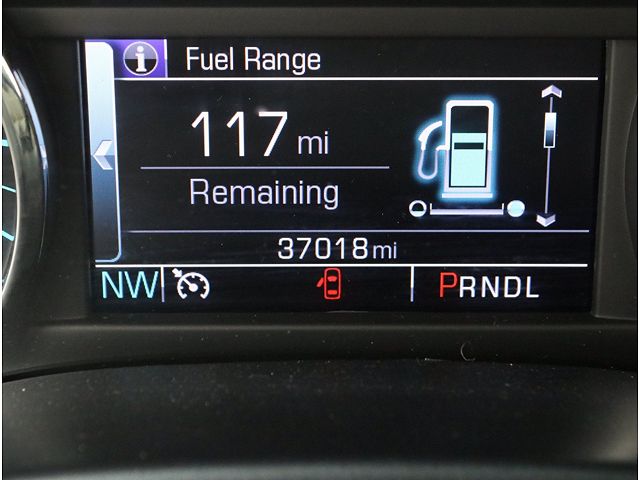 i Fuel Range
117 mi
Remaining
37018 mi
NW PRNDL